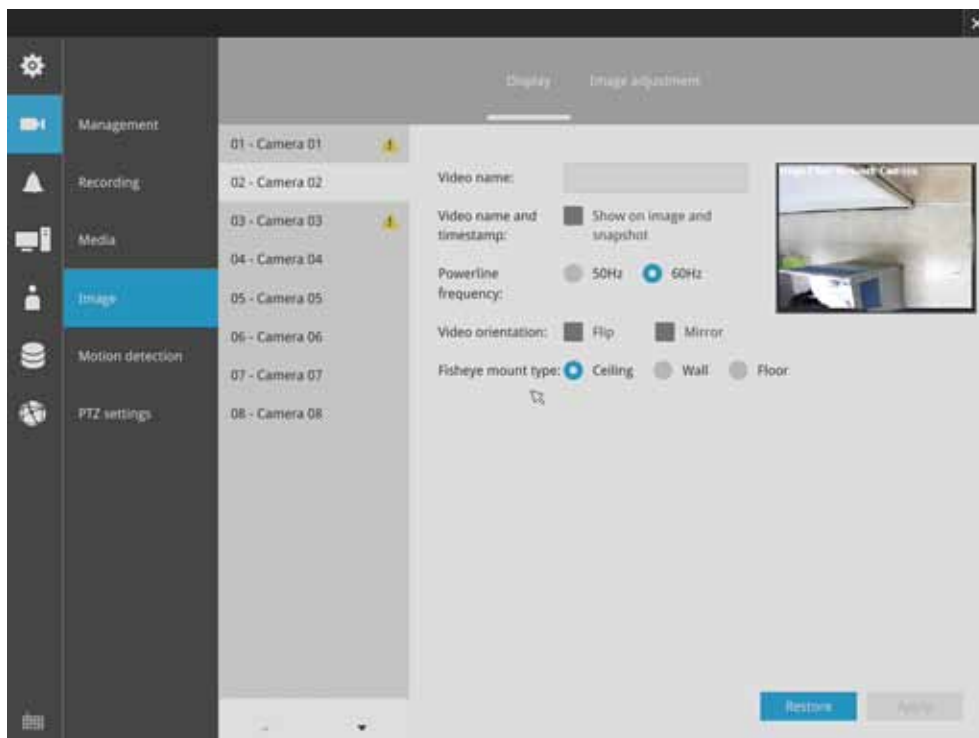 Display
Image adjustment
Management
Recording
Media
Image
Motion detection
PTZ settings
01 - Camera 01
02 - Camera 02
03 - Camera 03
04 - Camera 04
05 - Camera 05
06 - Camera 06
07 - Camera 07
08 - Camera 08
Video name:
Video name and
timestamp:
Show on image and
snapshot
Powerline
frequency:
50Hz
60Hz
Video orientation:
Flip
Mirror
Fisheye mount type:
Ceiling
Wall
Floor
Restore
Apply